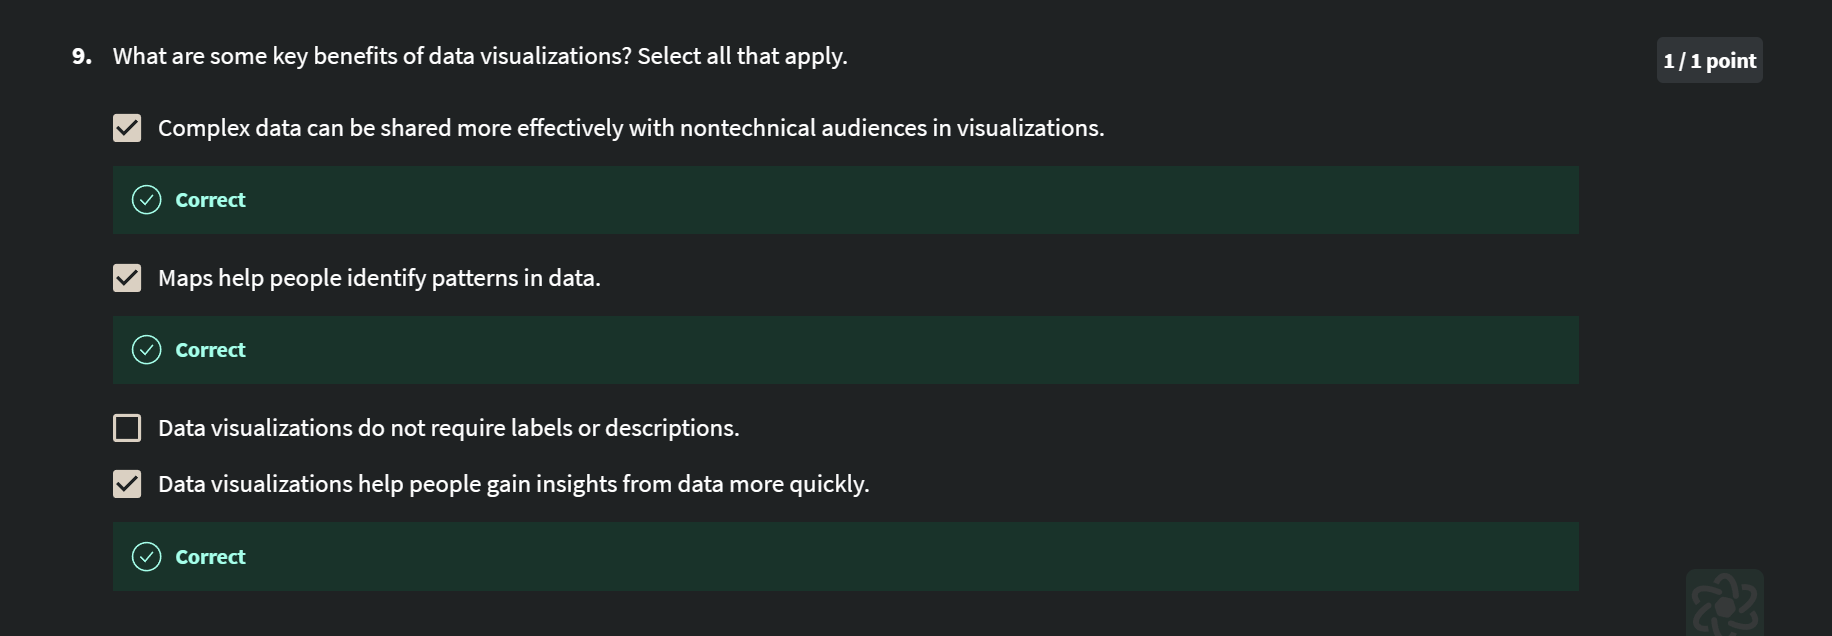 9. What are some key benefits of data visualizations? Select all that apply.
1 / 1 point
Complex data can be shared more effectively with nontechnical audiences in visualizations.
Correct
Maps help people identify patterns in data.
Correct
Data visualizations do not require labels or descriptions.
Data visualizations help people gain insights from data more quickly.
Correct